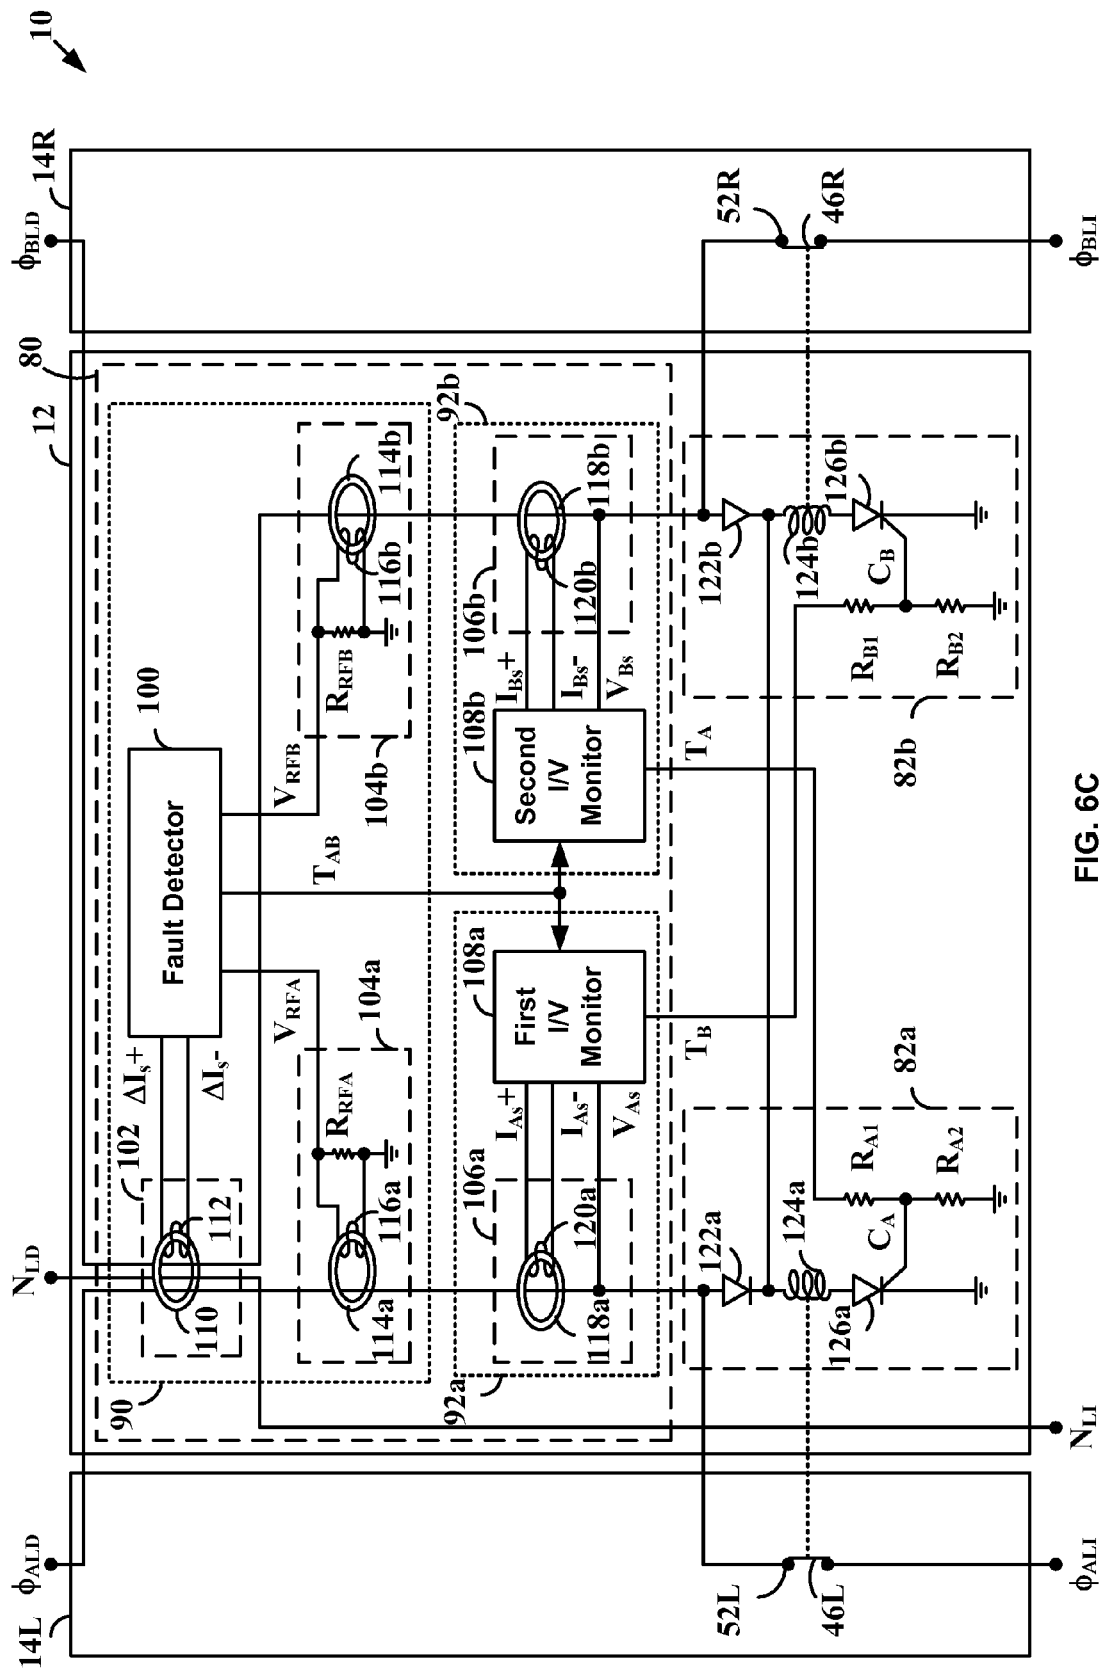 10
14L
ϕALD
NLD
12
80
ϕBLD
14R
90
102
110
112
ΔIs+
ΔIs-
Fault Detector
100
VRFA
TAB
VRFB
104a
114a
116a
RRFA
RRFB
116b
114b
104b
92a
106a
118a
120a
IAs+
IAs-
VAs
108a
First
I/V
Monitor
108b
Second
I/V
Monitor
IBs+
IBs-
VBs
106b
120b
118b
92b
TB
TA
52L
46L
122a
124a
126a
CA
RA1
RA2
82a
122b
124b
126b
CB
RB1
RB2
82b
52R
46R
ϕALI
NLI
ϕBLI
FIG. 6C